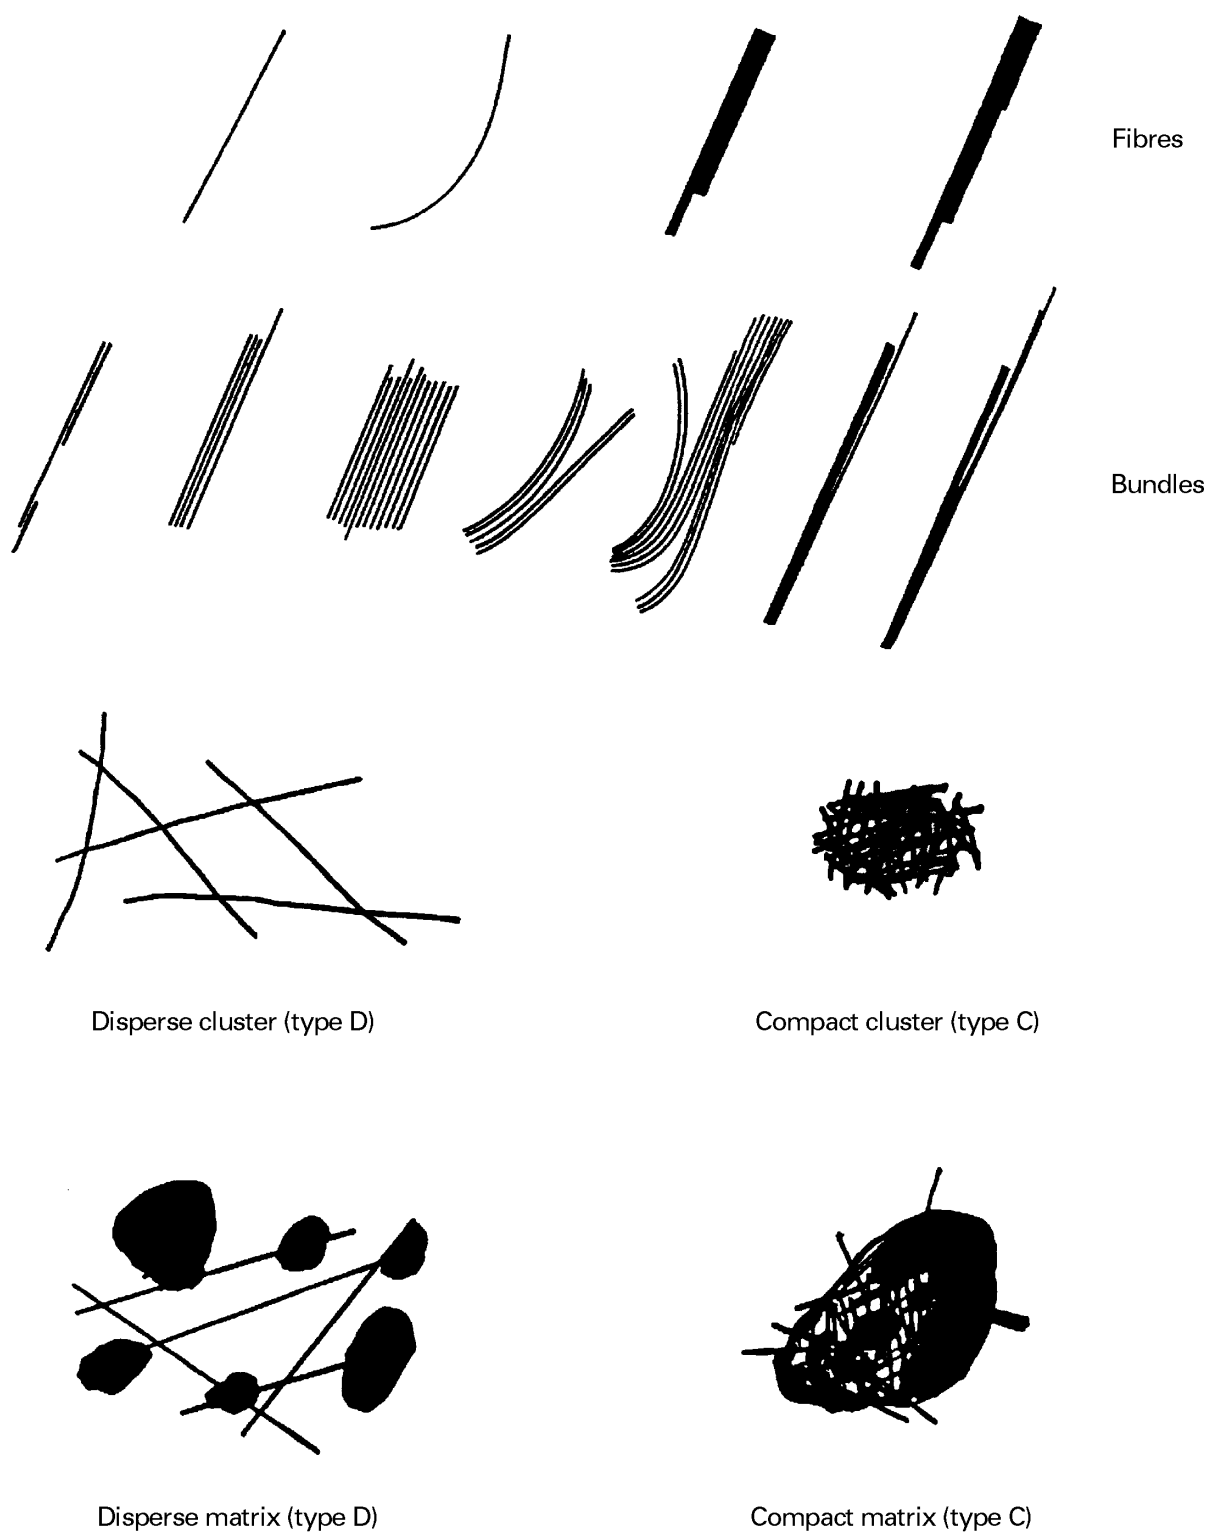 Fibres
Bundles
Disperse cluster (type D)
Compact cluster (type C)
Disperse matrix (type D)
Compact matrix (type C)